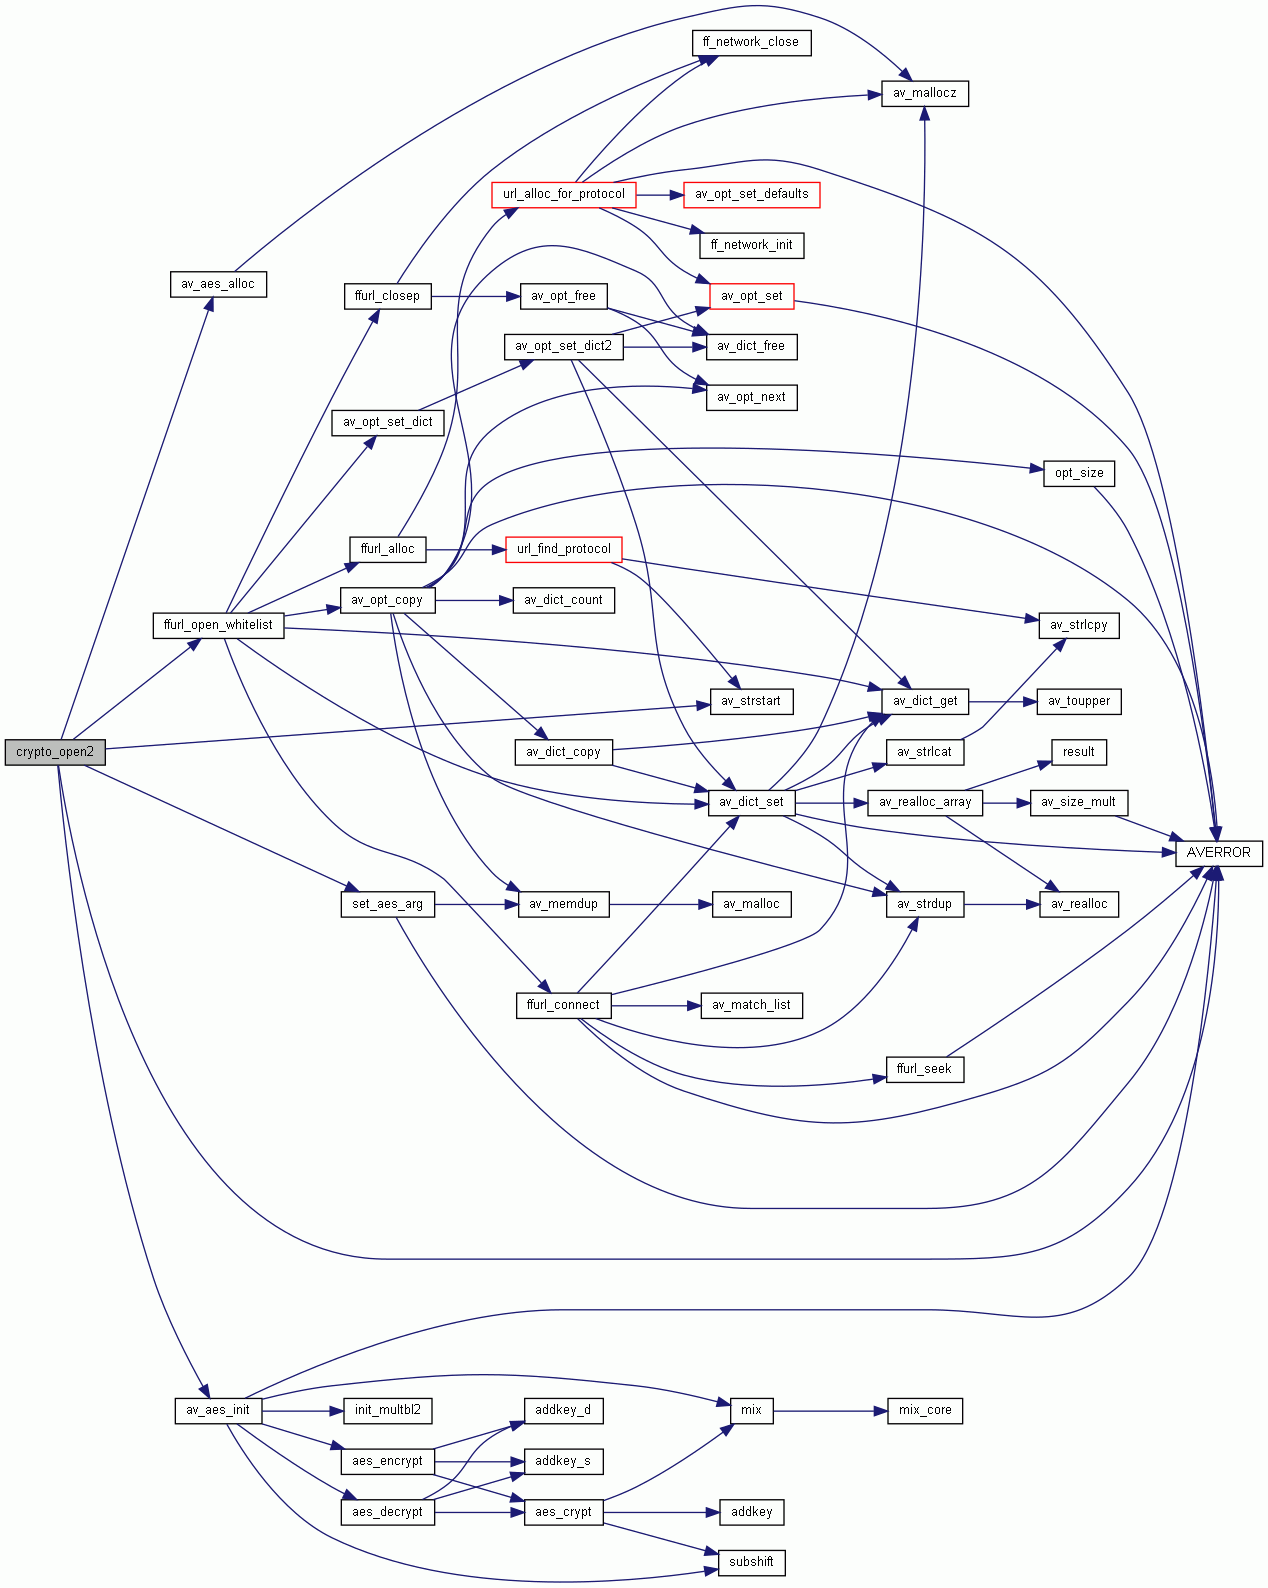 ff_network_close
av_mallocz
url_alloc_for_protocol
av_opt_set_defaults
ff_network_init
av_aes_alloc
ffurl_closep
av_opt_free
av_opt_set
av_opt_set_dict2
av_dict_free
av_opt_next
av_opt_set_dict
opt_size
ffurl_alloc
url_find_protocol
av_opt_copy
av_dict_count
ffurl_open_whitelist
av_strlcpy
av_strstart
av_dict_get
av_toupper
crypto_open2
av_dict_copy
av_strlcat
result
av_dict_set
av_realloc_array
av_size_mult
AVERROR
set_aes_arg
av_memdup
av_malloc
av_strdup
av_realloc
ffurl_connect
av_match_list
ffurl_seek
av_aes_init
init_multbl2
addkey_d
mix
mix_core
aes_encrypt
addkey_s
aes_decrypt
aes_crypt
addkey
subshift